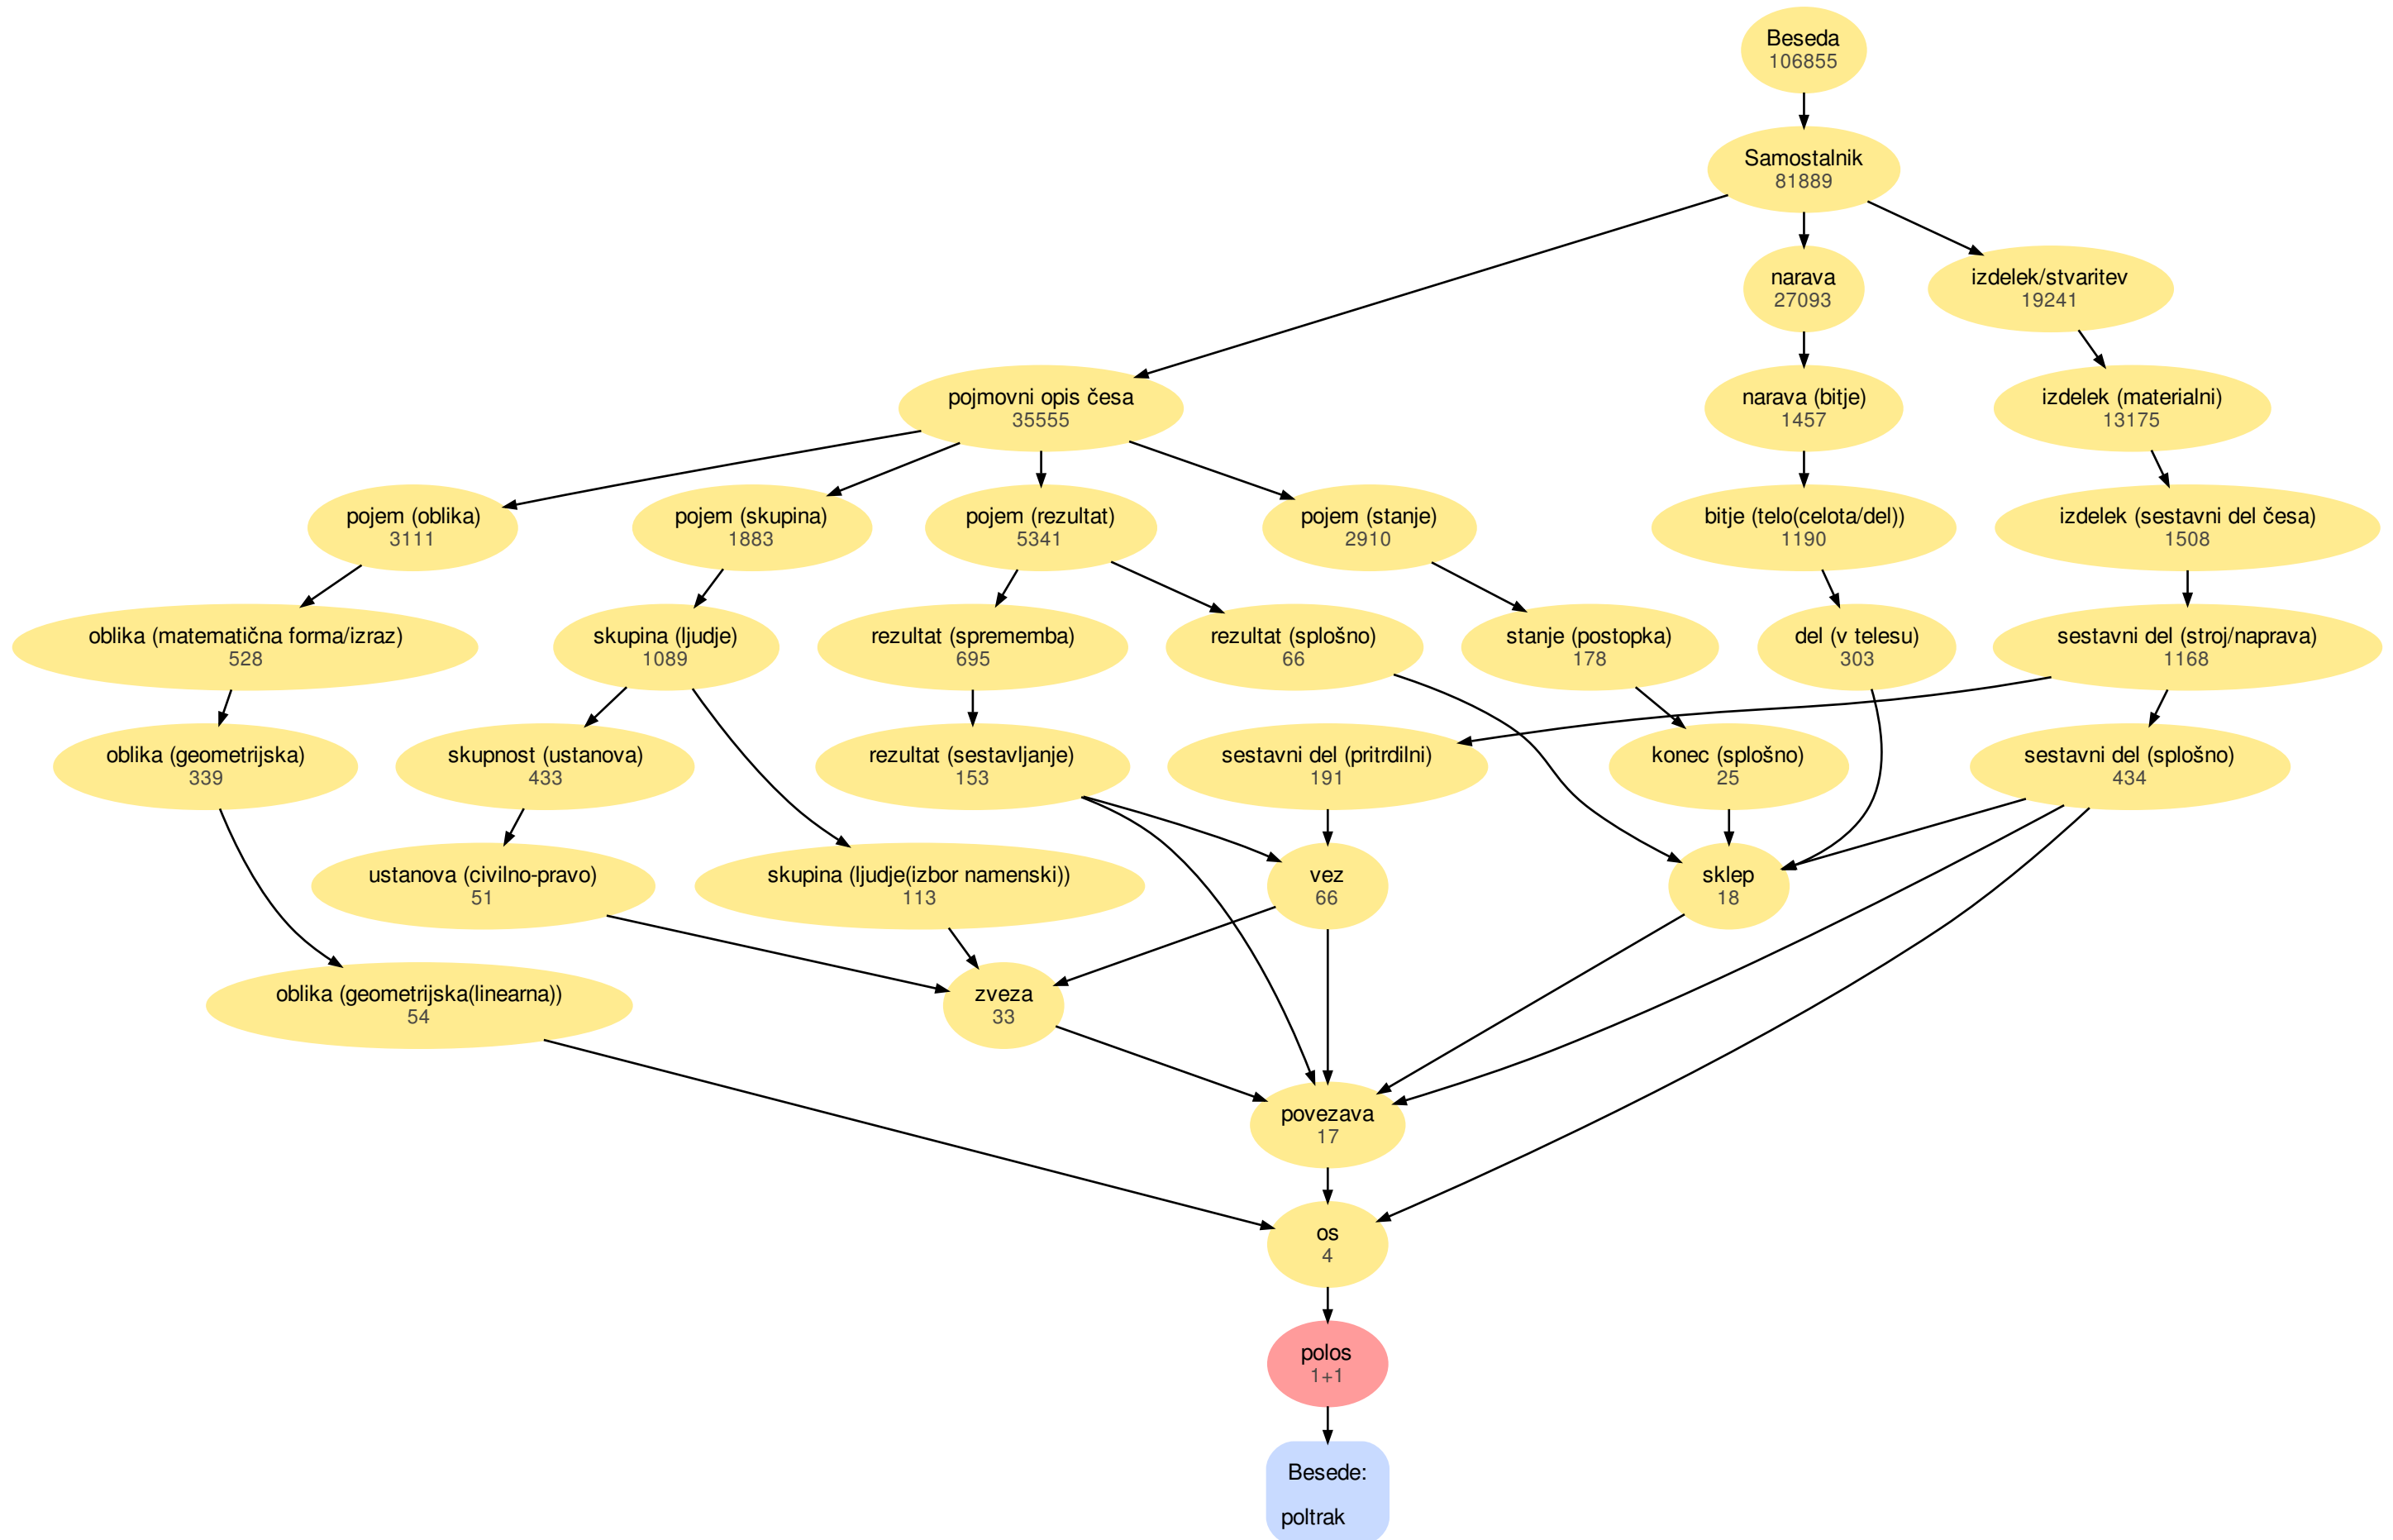 Beseda
106855
Samostalnik
81889
narava
27093
izdelek/stvaritev
19241
pojmovni opis česa
35555
narava (bitje)
1457
izdelek (materialni)
13175
pojem (oblika)
3111
pojem (skupina)
1883
pojem (rezultat)
5341
pojem (stanje)
2910
bitje (telo(celota/del))
1190
izdelek (sestavni del česa)
1508
oblika (matematična forma/izraz)
528
skupina (ljudje)
1089
rezultat (sprememba)
695
rezultat (splošno)
66
stanje (postopka)
178
del (v telesu)
303
sestavni del (stroj/naprava)
1168
oblika (geometrijska)
339
skupnost (ustanova)
433
rezultat (sestavljanje)
153
sestavni del (pritrdilni)
191
konec (splošno)
25
sestavni del (splošno)
434
ustanova (civilno-pravo)
51
skupina (ljudje(izbor namenski))
113
vez
66
sklep
18
oblika (geometrijska(linearna))
54
zveza
33
povezava
17
os
4
polos
1+1
Besede:
poltrak